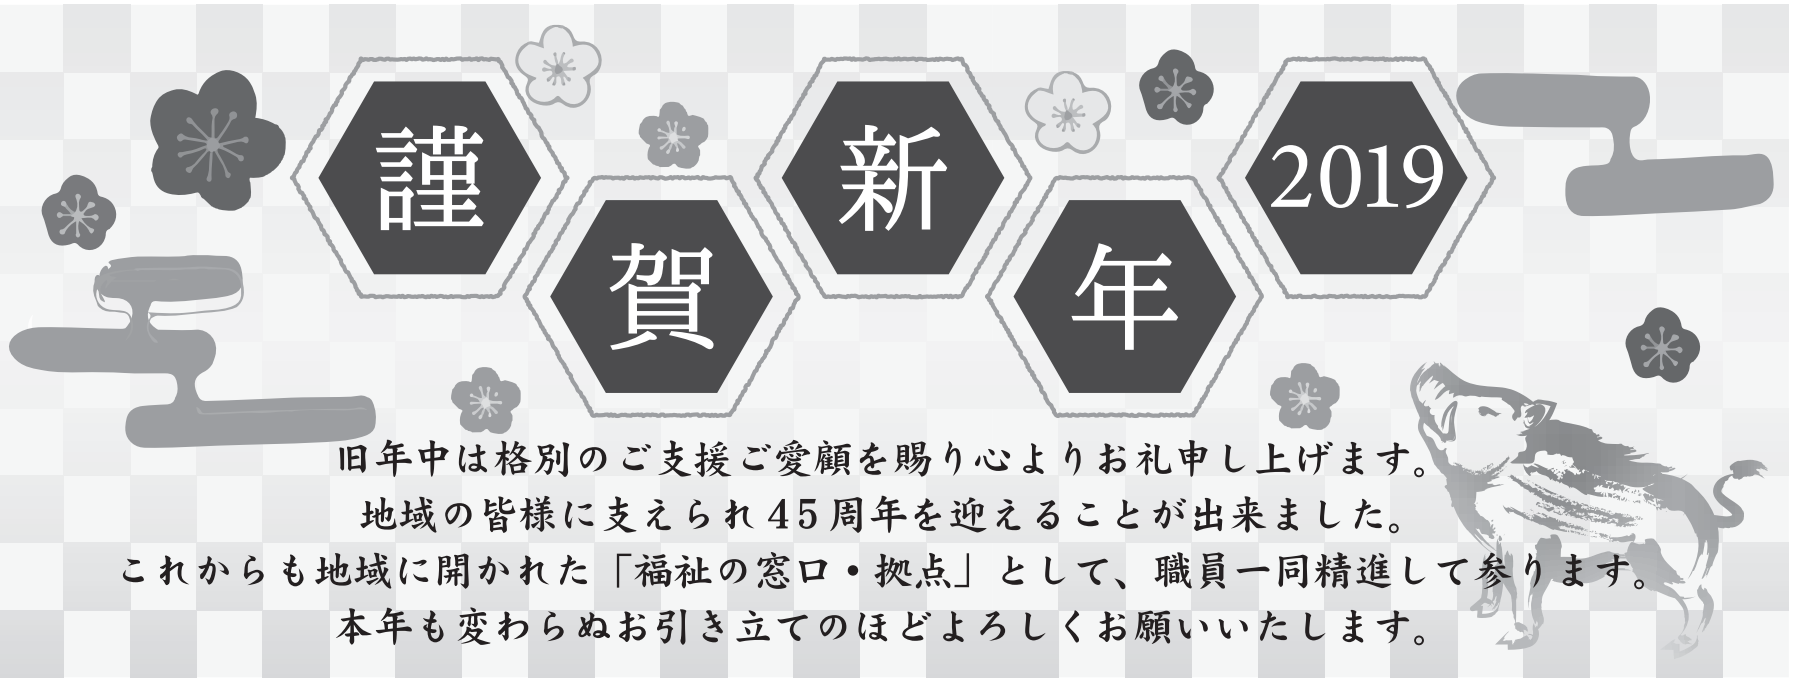 謹賀新年2019
旧年中は格別のご支援ご愛顧を賜り心よりお礼申し上げます。
地域の皆様に支えられ45周年を迎えることが出来ました。
これからも地域に開かれた「福祉の窓口・拠点」として、職員一同精進して参ります。
本年も変わらぬお引き立てのほどよろしくお願いいたします。